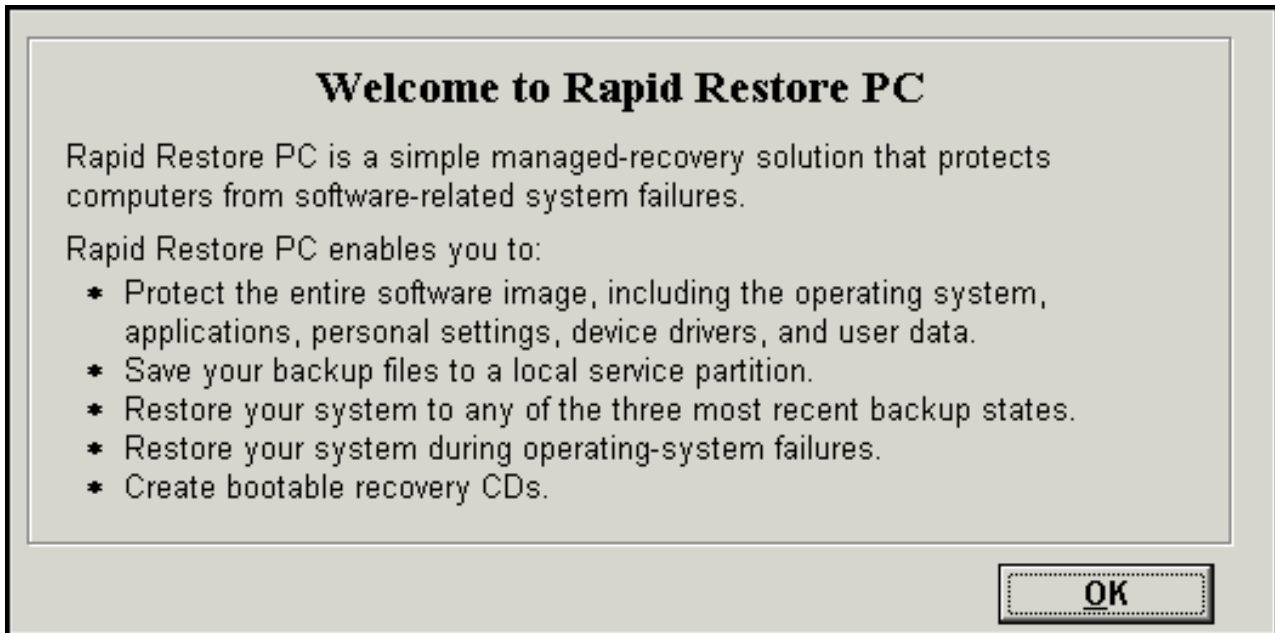 Welcome to Rapid Restore PC
Rapid Restore PC is a simple managed-recovery solution that protects
computers from software-related system failures.
Rapid Restore PC enables you to:
* Protect the entire software image, including the operating system,
applications, personal settings, device drivers, and user data.
* Save your backup files to a local service partition.
* Restore your system to any of the three most recent backup states.
* Restore your system during operating-system failures.
* Create bootable recovery CDs.
OK